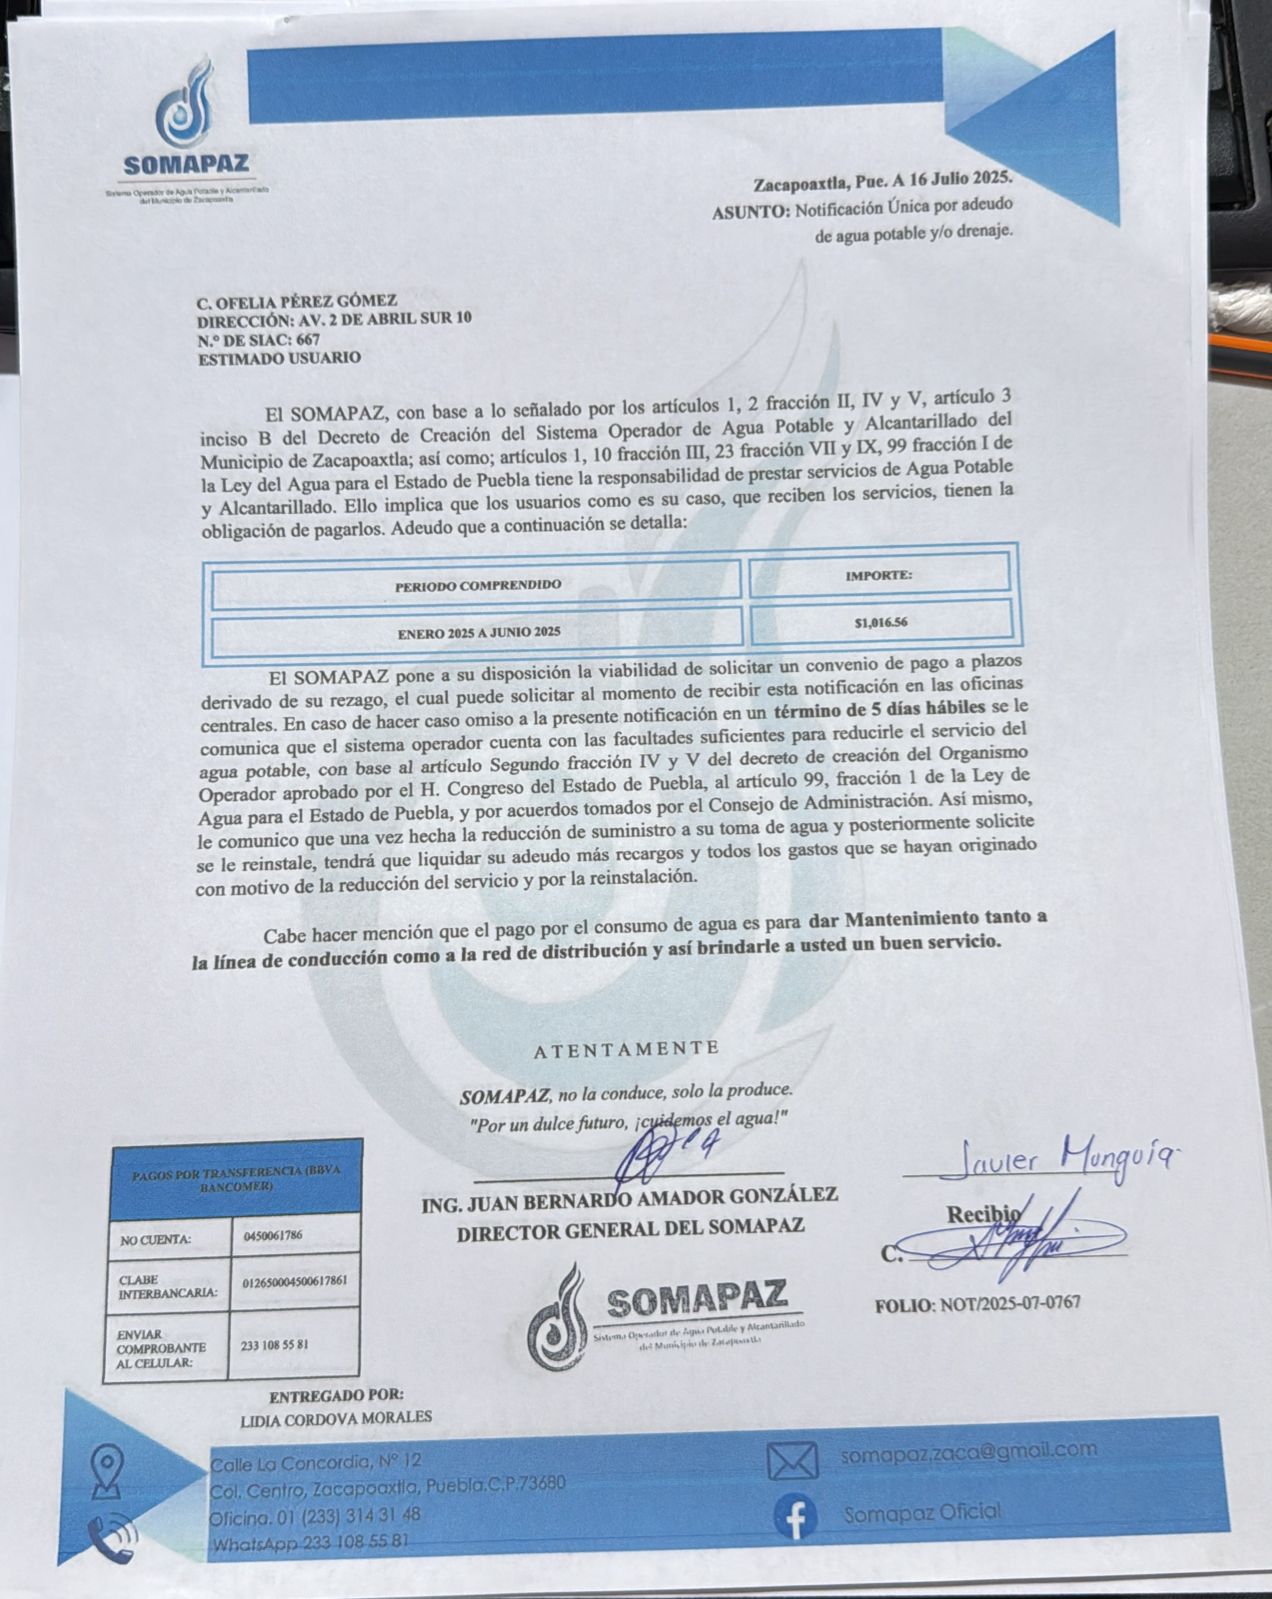 SOMAPAZ
Sistema Operador de Agua Potable y Alcantarillado
del Municipio de Zacapoaxtla
Zacapoaxtla, Pue. A 16 Julio 2025.
ASUNTO: Notificación Única por adeudo
de agua potable y/o drenaje.
C. OFELIA PÉREZ GÓMEZ
DIRECCIÓN: AV. 2 DE ABRIL SUR 10
N.º DE SIAC: 667
ESTIMADO USUARIO
El SOMAPAZ, con base a lo señalado por los artículos 1, 2 fracción II, IV y V, artículo 3
inciso B del Decreto de Creación del Sistema Operador de Agua Potable y Alcantarillado del
Municipio de Zacapoaxtla; así como; artículos 1, 10 fracción III, 23 fracción VII y IX, 99 fracción I de
la Ley del Agua para el Estado de Puebla tiene la responsabilidad de prestar servicios de Agua Potable
y Alcantarillado. Ello implica que los usuarios como es su caso, que reciben los servicios, tienen la
obligación de pagarlos. Adeudo que a continuación se detalla:
PERIODO COMPRENDIDO
IMPORTE:
ENERO 2025 A JUNIO 2025
$1,016.56
El SOMAPAZ pone a su disposición la viabilidad de solicitar un convenio de pago a plazos
derivado de su rezago, el cual puede solicitar al momento de recibir esta notificación en las oficinas
centrales. En caso de hacer caso omiso a la presente notificación en un término de 5 días hábiles se le
comunica que el sistema operador cuenta con las facultades suficientes para reducirle el servicio del
agua potable, con base al artículo Segundo fracción IV y V del decreto de creación del Organismo
Operador aprobado por el H. Congreso del Estado de Puebla, al artículo 99, fracción 1 de la Ley de
Agua para el Estado de Puebla, y por acuerdos tomados por el Consejo de Administración. Así mismo,
le comunico que una vez hecha la reducción de suministro a su toma de agua y posteriormente solicite
se le reinstale, tendrá que liquidar su adeudo más recargos y todos los gastos que se hayan originado
con motivo de la reducción del servicio y por la reinstalación.
Cabe hacer mención que el pago por el consumo de agua es para dar Mantenimiento tanto a
la línea de conducción como a la red de distribución y así brindarle a usted un buen servicio.
ATENTAMENTE
SOMAPAZ, no la conduce, solo la produce.
"Por un dulce futuro, ¡cuidemos el agua!"
ING. JUAN BERNARDO AMADOR GONZÁLEZ
DIRECTOR GENERAL DEL SOMAPAZ
Javier Munguía
Recibio
C.
FOLIO: NOT/2025-07-0767
SOMAPAZ
Sistema Operador de Agua Potable y Alcantarillado
del Municipio de Zacapoaxtla
PAGOS POR TRANSFERENCIA (BBVA
BANCOMER)
NO CUENTA:
0450061786
CLABE
INTERBANCARIA:
012650004500617861
ENVIAR
COMPROBANTE
AL CELULAR:
233 108 55 81
ENTREGADO POR:
LIDIA CORDOVA MORALES
Calle La Concordia, Nº 12
Col. Centro, Zacapoaxtla, Puebla.C.P.73680
Oficina. 01 (233) 314 31 48
WhatsApp 233 108 55 81
somapaz.zaca@gmail.com
Somapaz Oficial